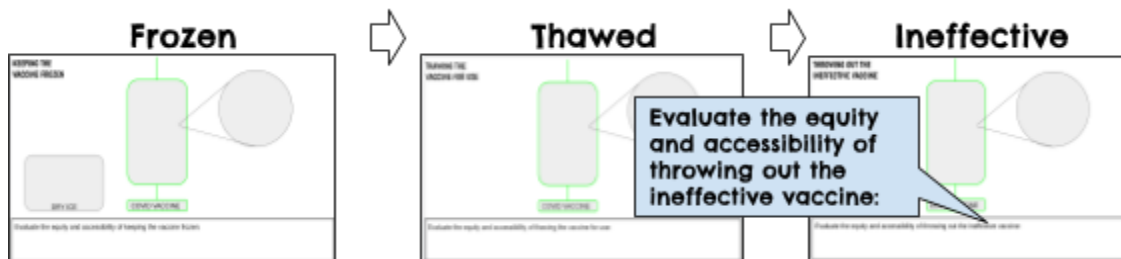 Frozen
Thawed
Ineffective
KEEPING THE
VACCINE FROZEN
DRY ICE
COVID VACCINE
Evaluate the equity and accessibility of keeping the vaccine frozen:
THAWING THE
VACCINE FOR USE
COVID VACCINE
Evaluate the equity and accessibility of thawing the vaccine for use:
THROWING OUT THE
INEFFECTIVE VACCINE
Evaluate the equity
and accessibility of
throwing out the
ineffective vaccine:
Evaluate the equity and accessibility of throwing out the ineffective vaccine: